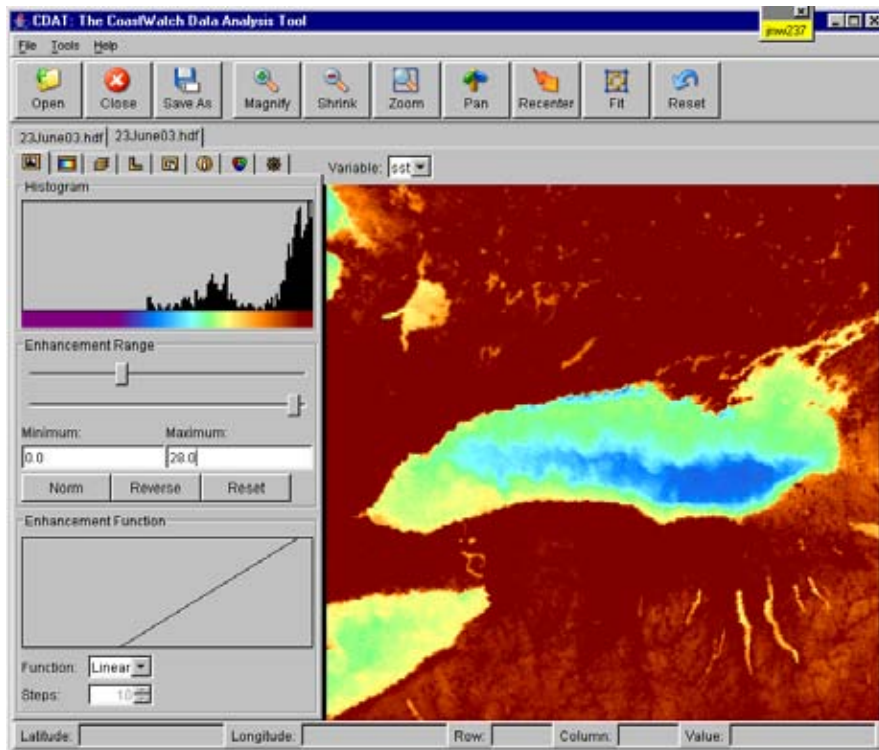 CDAT: The CoastWatch Data Analysis Tool
jnw237
File Tools Help
Open Close Save As Magnify Shrink Zoom Pan Recenter Fit Reset
23June03.hdf 23June03.hdf
Variable: sst
Histogram
Enhancement Range
Minimum: Maximum:
0.0 28.0
Norm Reverse Reset
Enhancement Function
Function: Linear
Steps: 10
Latitude: Longitude: Row: Column: Value: